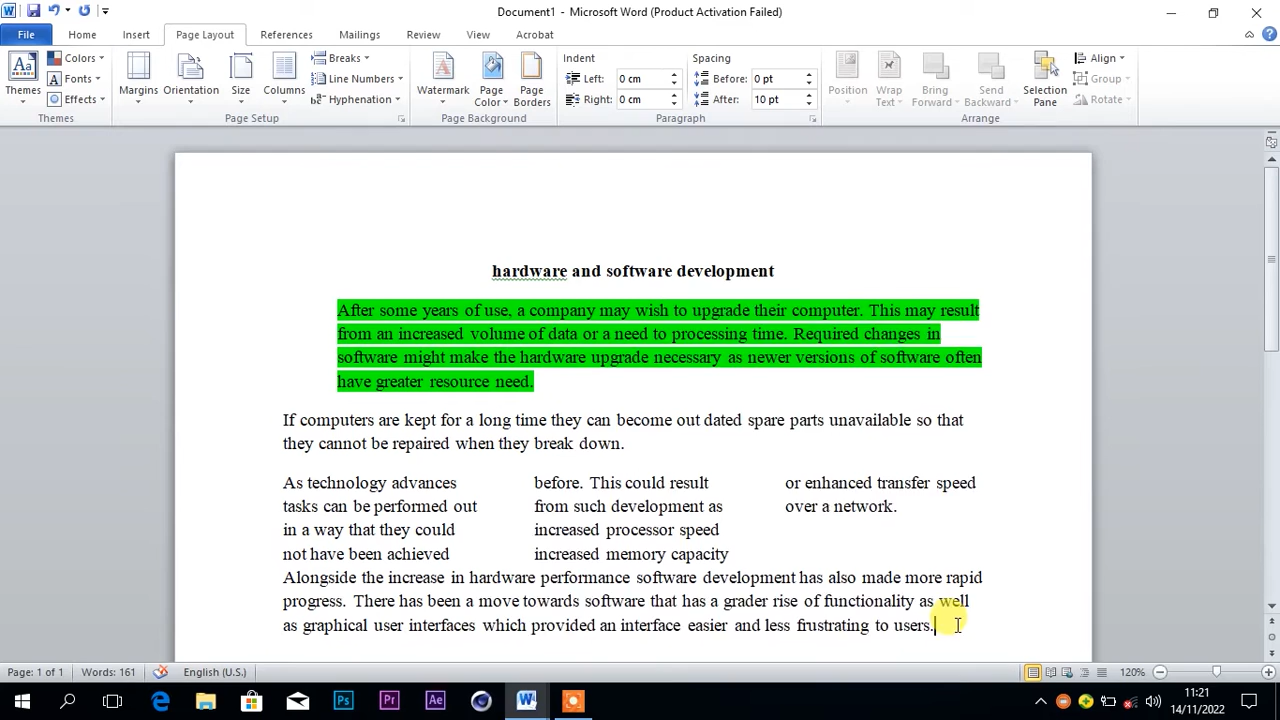 Document1 - Microsoft Word (Product Activation Failed)
File Home Insert Page Layout References Mailings Review View Acrobat
Themes
Colors
Fonts
Effects
Themes
Margins Orientation Size Columns
Breaks
Line Numbers
Hyphenation
Page Setup
Watermark Page Color Page Borders
Page Background
Indent
Left: 0 cm
Right: 0 cm
Spacing
Before: 0 pt
After: 10 pt
Paragraph
Position Wrap Text Bring Forward Send Backward Selection Pane
Align
Group
Rotate
Arrange
hardware and software development
After some years of use, a company may wish to upgrade their computer. This may result
from an increased volume of data or a need to processing time. Required changes in
software might make the hardware upgrade necessary as newer versions of software often
have greater resource need.
If computers are kept for a long time they can become out dated spare parts unavailable so that
they cannot be repaired when they break down.
As technology advances
tasks can be performed out
in a way that they could
not have been achieved
before. This could result
from such development as
increased processor speed
increased memory capacity
or enhanced transfer speed
over a network.
Alongside the increase in hardware performance software development has also made more rapid
progress. There has been a move towards software that has a grader rise of functionality as well
as graphical user interfaces which provided an interface easier and less frustrating to users.
Page: 1 of 1 Words: 161 English (U.S.) 120%
Ps Pr Ae W
11:21
14/11/2022